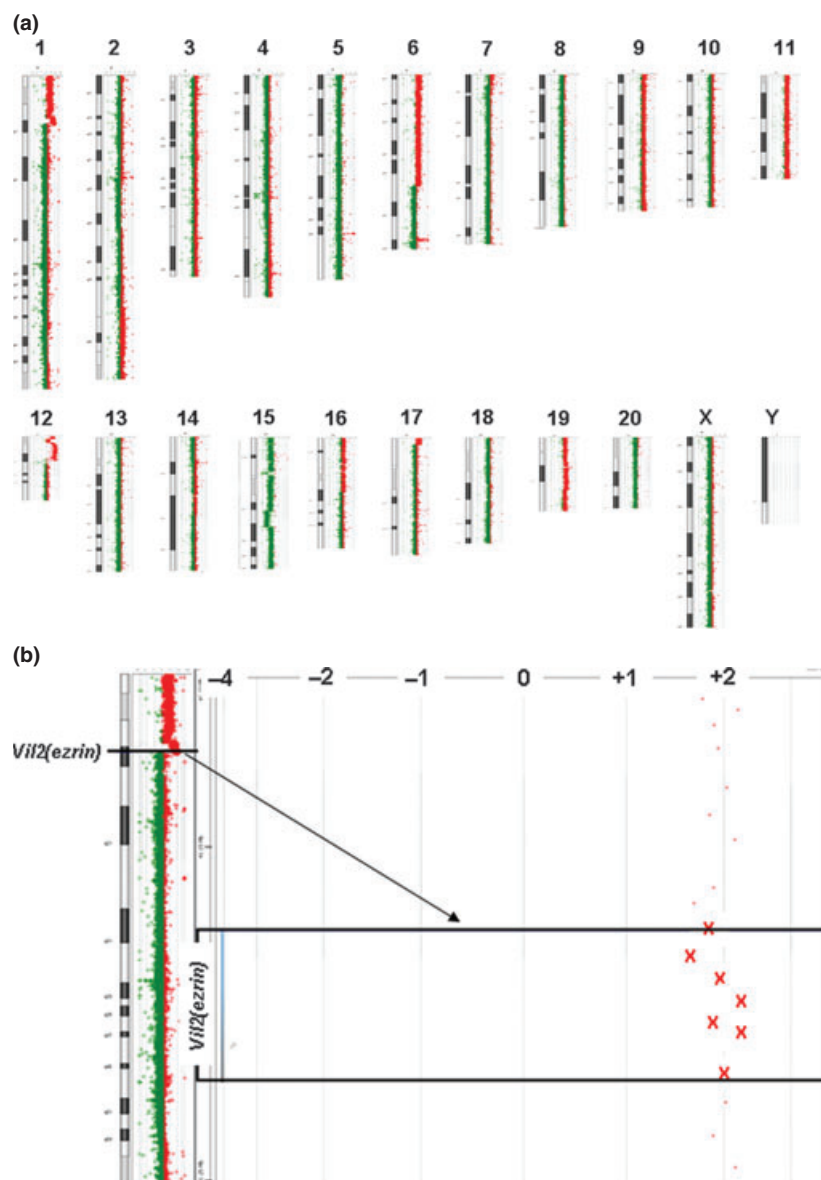 (a)
1 2 3 4 5 6 7 8 9 10 11
12 13 14 15 16 17 18 19 20 X Y
(b)
–4 –2 –1 0 +1 +2
Vil2(ezrin)
Vil2(ezrin)